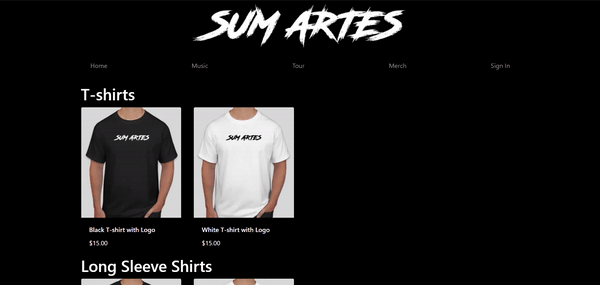 SUM ARTES
Home Music Tour Merch Sign In
T-shirts
SUM ARTES SUM ARTES
Black T-shirt with Logo White T-shirt with Logo
$15.00 $15.00
Long Sleeve Shirts